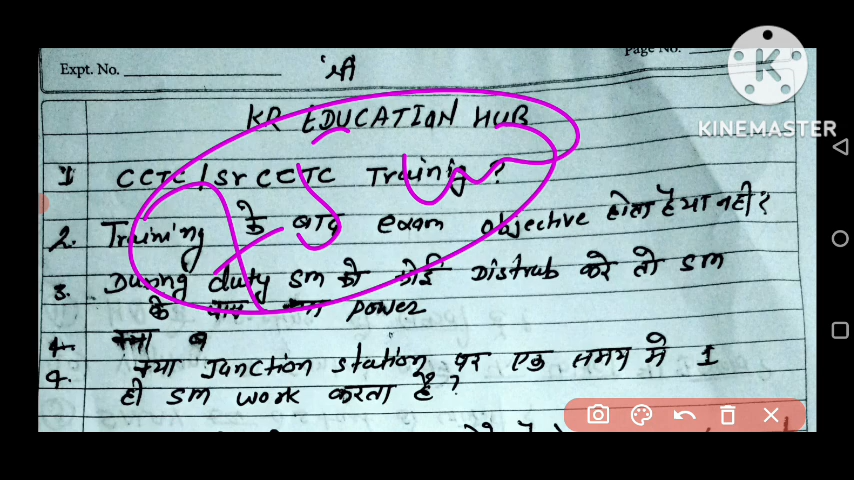 Page No.
Expt. No.
श्री
KINEMASTER
KR EDUCATION HUB
1 CCTC / Sr CCTC Training ?
2. Training के बाद exam objective होता है या नही ?
3. During duty sm को कोई Distrub करे तो sm
के पास क्या power
4. क्या
4. क्या Junction station पर एक समय मे 1
ही sm work करता है ?